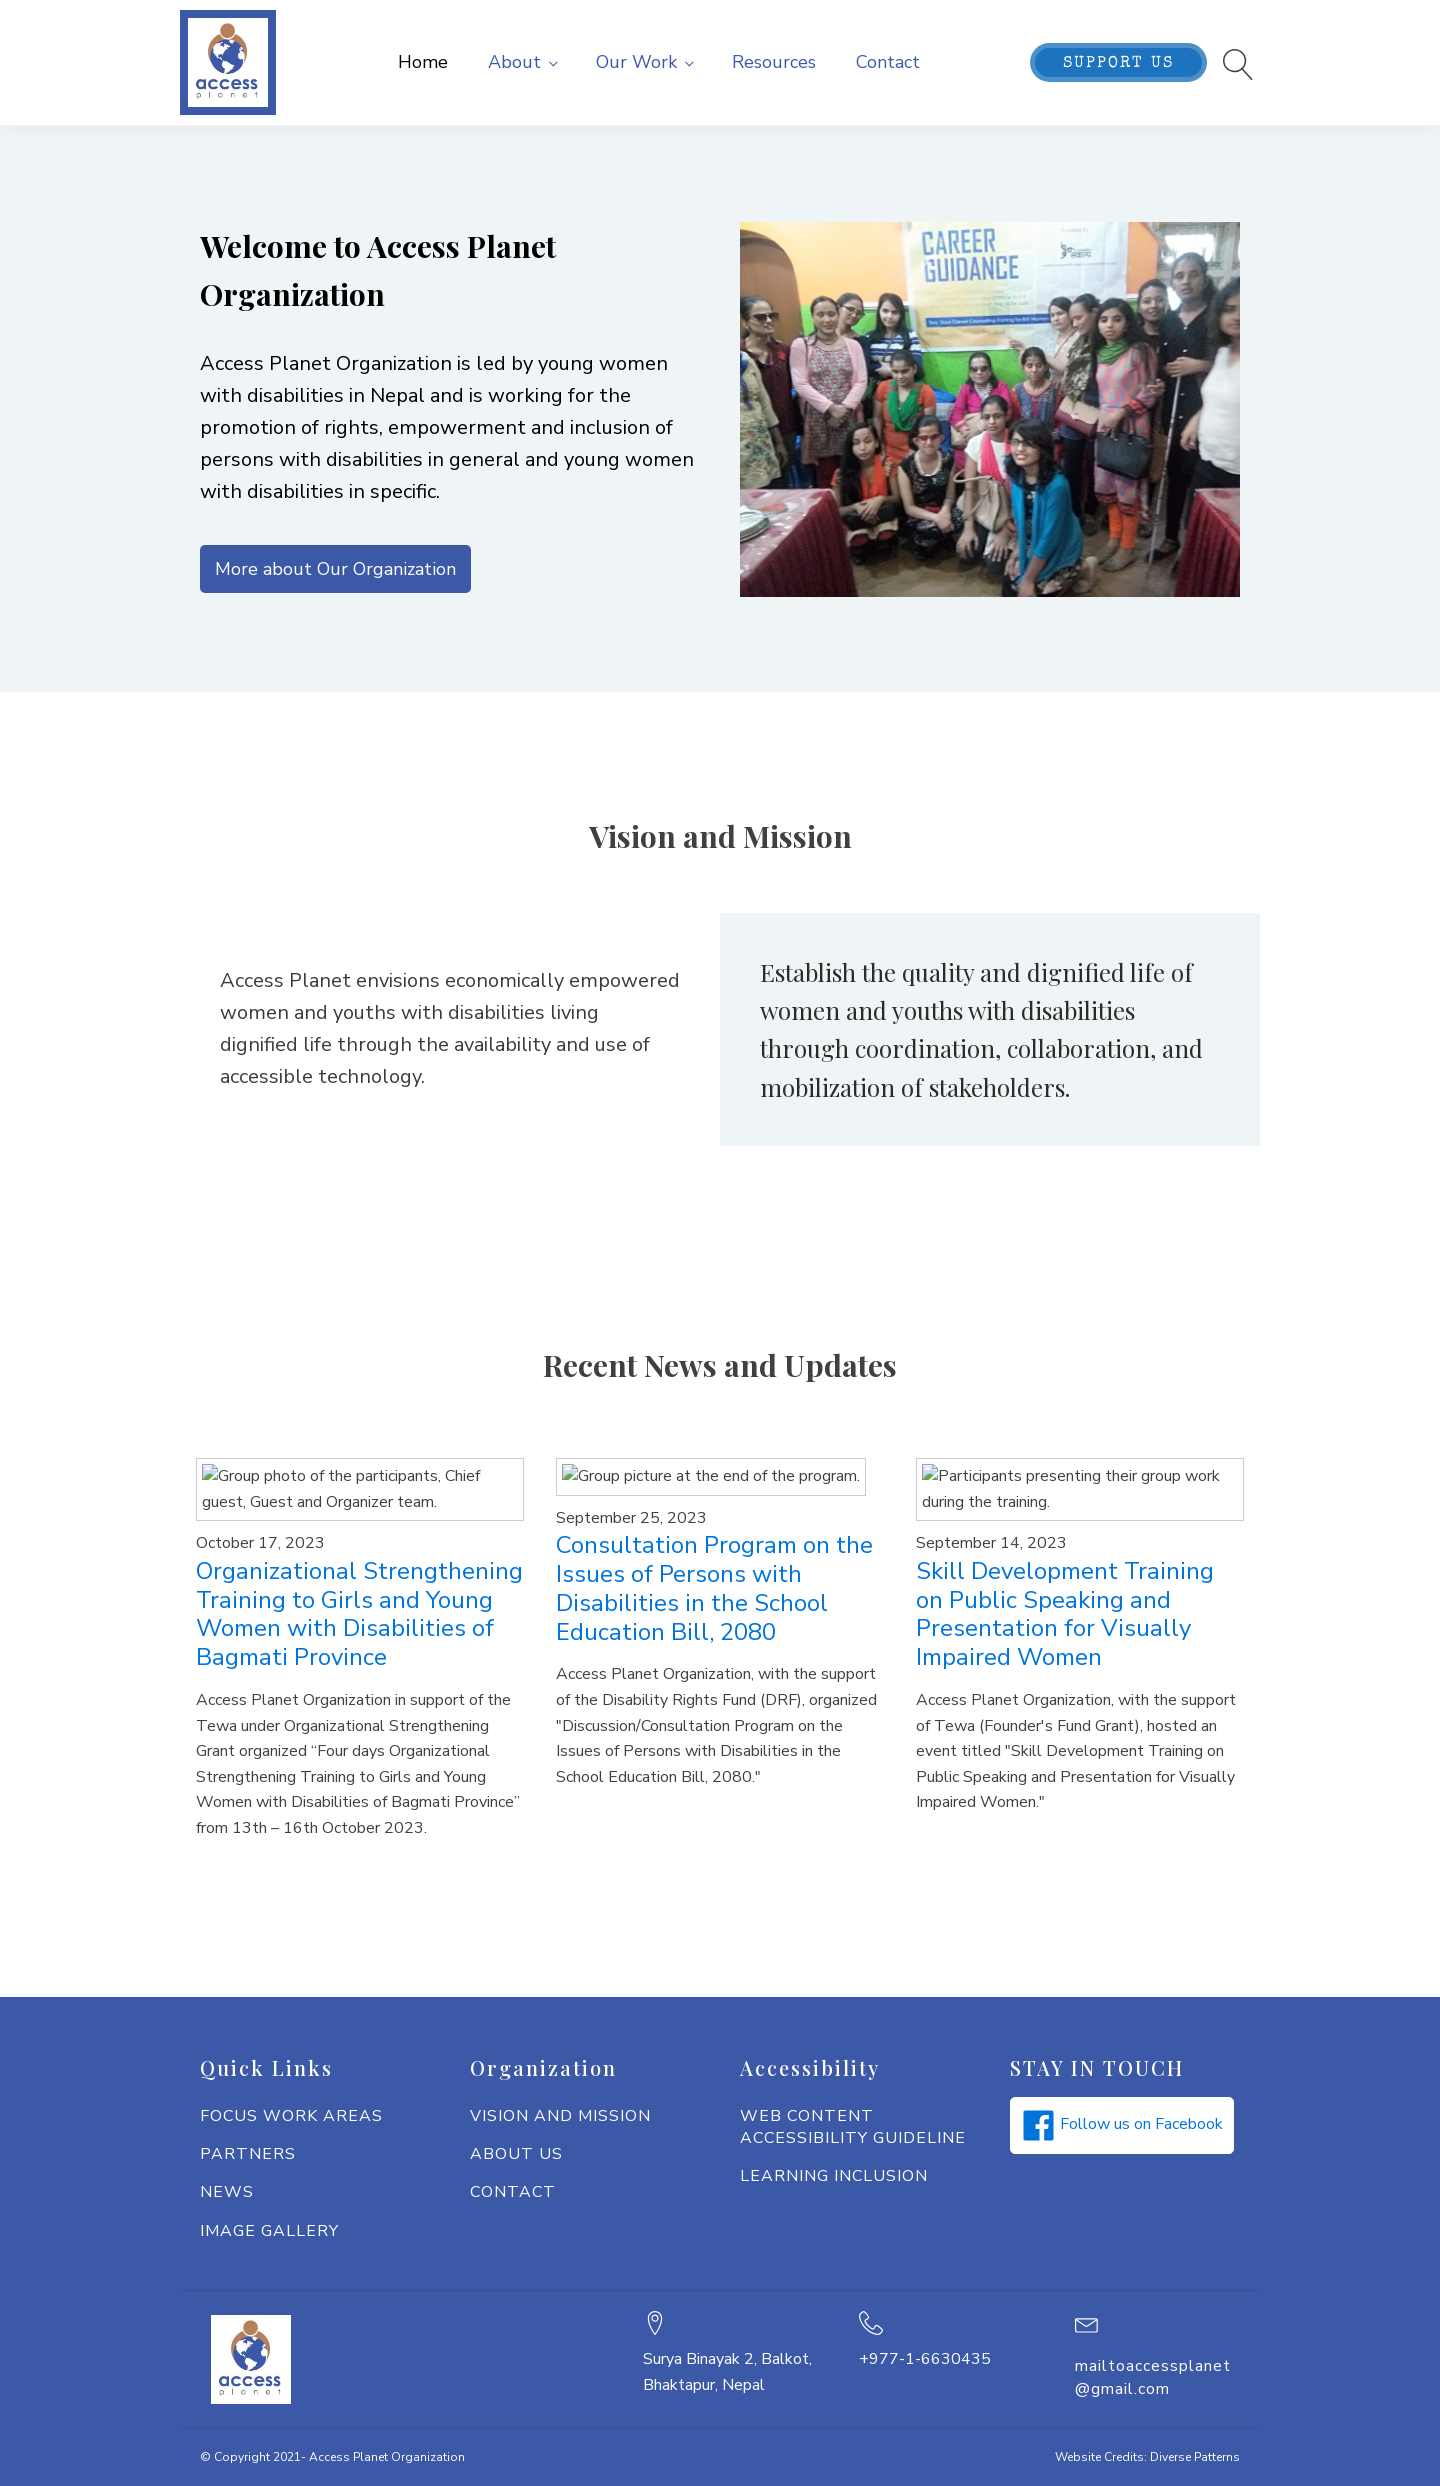 access
planet
Home
About
Our Work
Resources
Contact
SUPPORT US
Welcome to Access Planet
Organization
Access Planet Organization is led by young women
with disabilities in Nepal and is working for the
promotion of rights, empowerment and inclusion of
persons with disabilities in general and young women
with disabilities in specific.
More about Our Organization
CAREER
GUIDANCE
Vision and Mission
Access Planet envisions economically empowered
women and youths with disabilities living
dignified life through the availability and use of
accessible technology.
Establish the quality and dignified life of
women and youths with disabilities
through coordination, collaboration, and
mobilization of stakeholders.
Recent News and Updates
Group photo of the participants, Chief
guest, Guest and Organizer team.
October 17, 2023
Organizational Strengthening
Training to Girls and Young
Women with Disabilities of
Bagmati Province
Access Planet Organization in support of the
Tewa under Organizational Strengthening
Grant organized “Four days Organizational
Strengthening Training to Girls and Young
Women with Disabilities of Bagmati Province”
from 13th – 16th October 2023.
Group picture at the end of the program.
September 25, 2023
Consultation Program on the
Issues of Persons with
Disabilities in the School
Education Bill, 2080
Access Planet Organization, with the support
of the Disability Rights Fund (DRF), organized
"Discussion/Consultation Program on the
Issues of Persons with Disabilities in the
School Education Bill, 2080."
Participants presenting their group work
during the training.
September 14, 2023
Skill Development Training
on Public Speaking and
Presentation for Visually
Impaired Women
Access Planet Organization, with the support
of Tewa (Founder's Fund Grant), hosted an
event titled "Skill Development Training on
Public Speaking and Presentation for Visually
Impaired Women."
Quick Links
FOCUS WORK AREAS
PARTNERS
NEWS
IMAGE GALLERY
Organization
VISION AND MISSION
ABOUT US
CONTACT
Accessibility
WEB CONTENT
ACCESSIBILITY GUIDELINE
LEARNING INCLUSION
STAY IN TOUCH
Follow us on Facebook
access
planet
Surya Binayak 2, Balkot,
Bhaktapur, Nepal
+977-1-6630435
mailtoaccessplanet
@gmail.com
© Copyright 2021- Access Planet Organization
Website Credits: Diverse Patterns